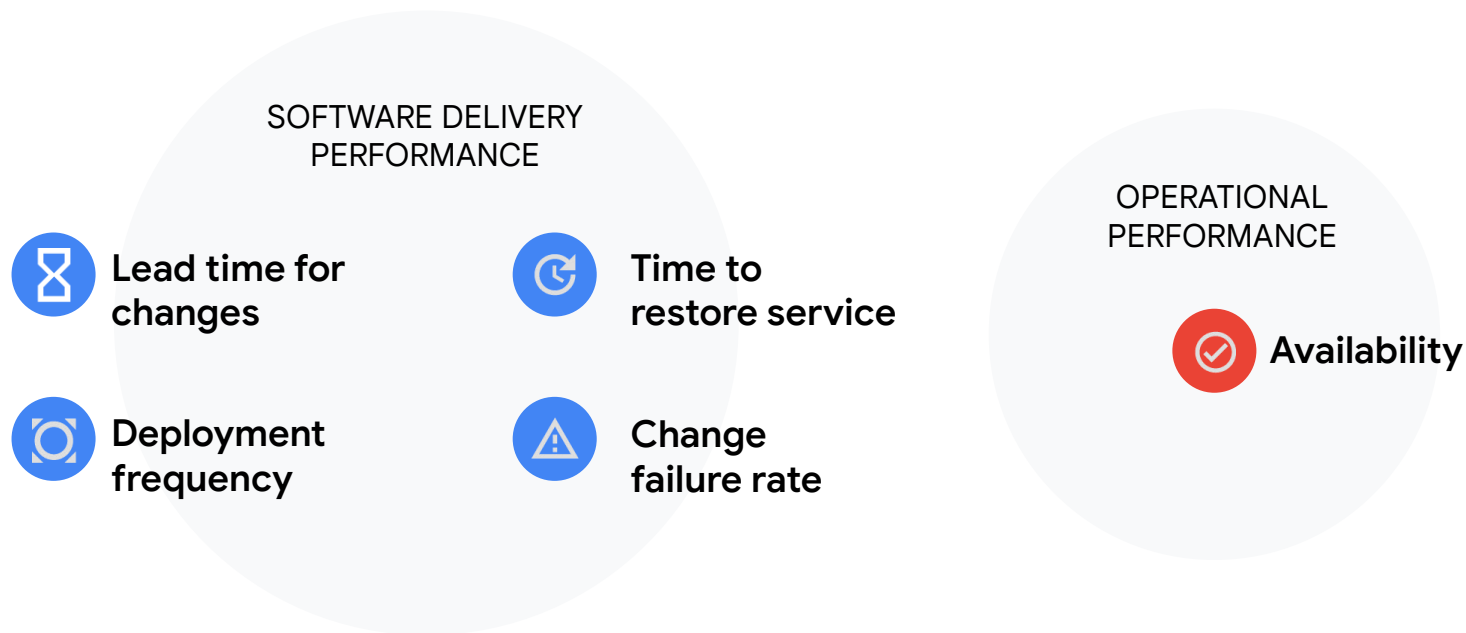 SOFTWARE DELIVERY
PERFORMANCE
Lead time for
changes
Time to
restore service
Deployment
frequency
Change
failure rate
OPERATIONAL
PERFORMANCE
Availability